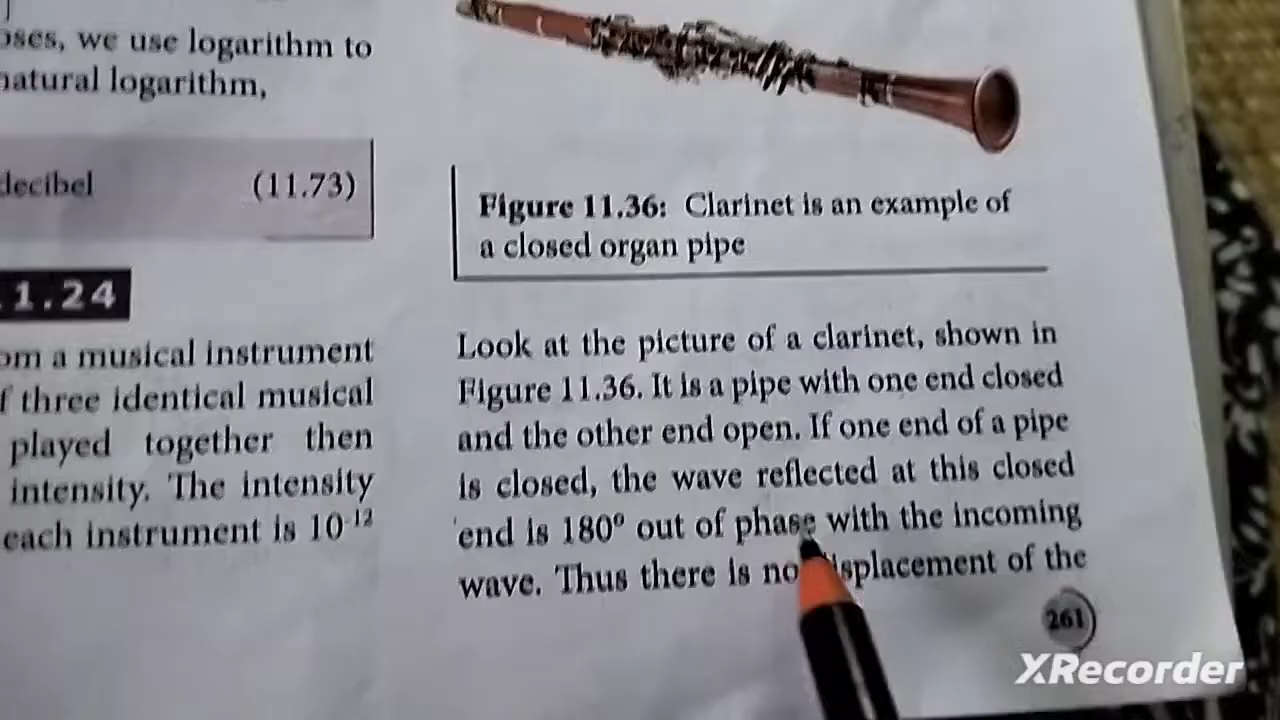 oses, we use logarithm to
natural logarithm,
decibel (11.73)
1.24
om a musical instrument
f three identical musical
played together then
intensity. The intensity
each instrument is 10-12
Figure 11.36: Clarinet is an example of
a closed organ pipe
Look at the picture of a clarinet, shown in
Figure 11.36. It is a pipe with one end closed
and the other end open. If one end of a pipe
is closed, the wave reflected at this closed
end is 180° out of phase with the incoming
wave. Thus there is no isplacement of the
261
XRecorder